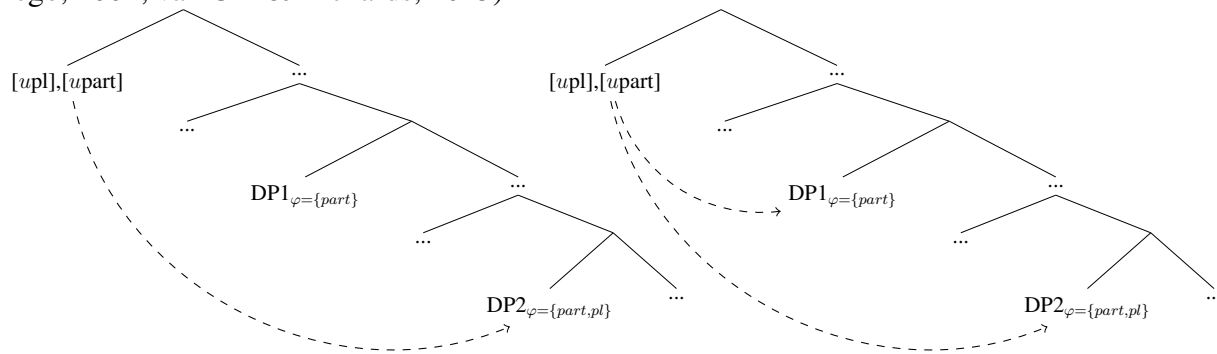 [upl],[upart] ... [upl],[upart] ...
... ...
DP1φ={part} ... DP1φ={part} ...
... ...
DP2φ={part,pl} ... DP2φ={part,pl} ..